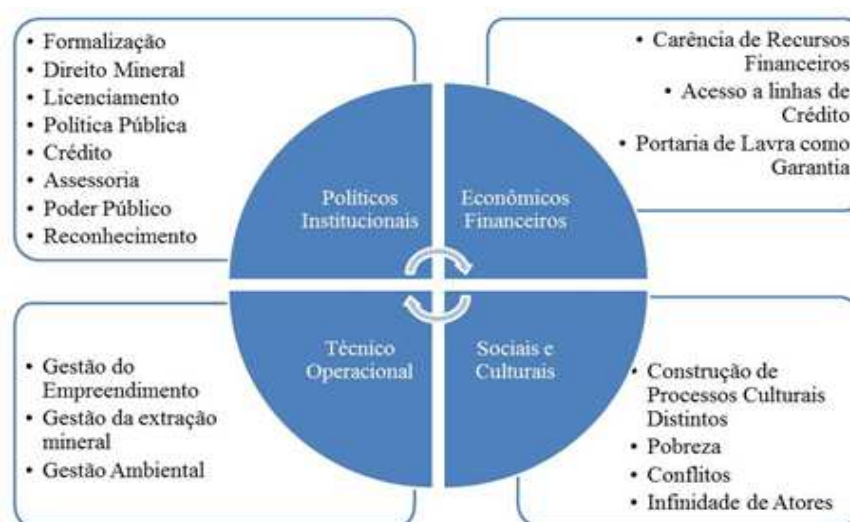 • Formalização
• Direito Mineral
• Licenciamento
• Política Pública
• Crédito
• Assessoria
• Poder Público
• Reconhecimento
• Carência de Recursos
Financeiros
• Acesso a linhas de
Crédito
• Portaria de Lavra como
Garantia
Políticos
Institucionais
Econômicos
Financeiros
Técnico
Operacional
Sociais e
Culturais
• Gestão do
Empreendimento
• Gestão da extração
mineral
• Gestão Ambiental
• Construção de
Processos Culturais
Distintos
• Pobreza
• Conflitos
• Infinidade de Atores